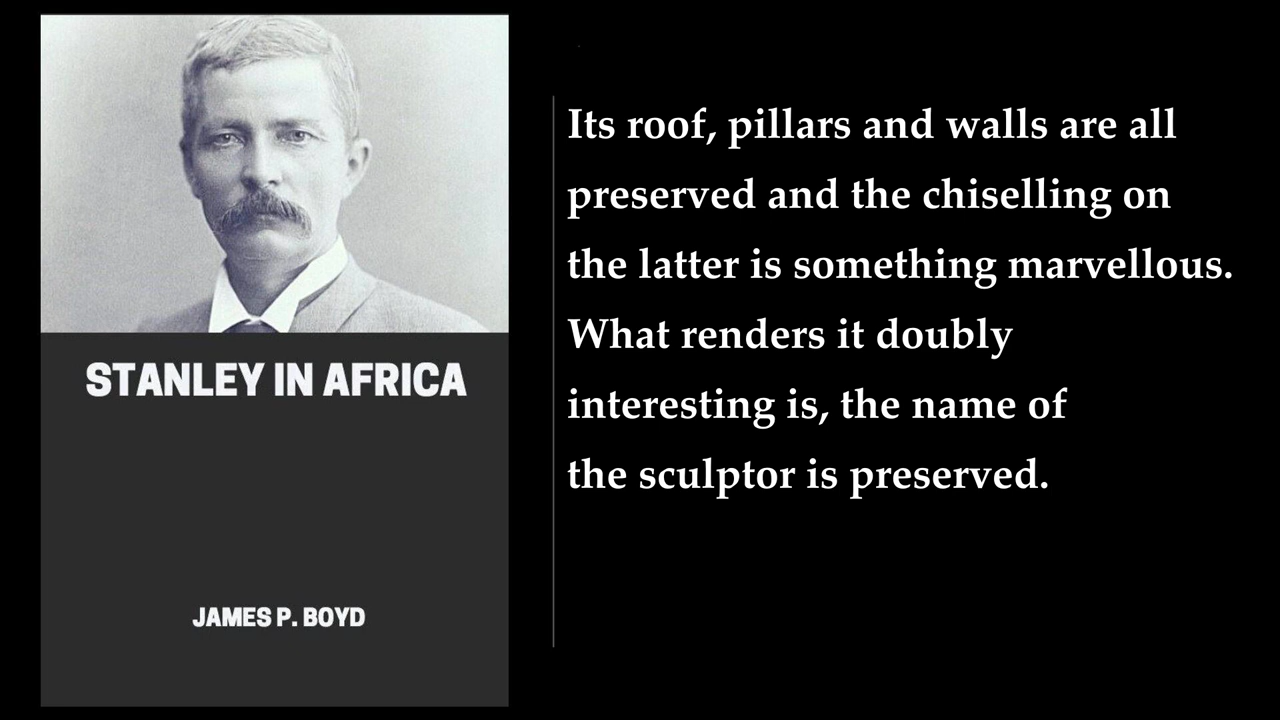 STANLEY IN AFRICA
JAMES P. BOYD
Its roof, pillars and walls are all
preserved and the chiselling on
the latter is something marvellous.
What renders it doubly
interesting is, the name of
the sculptor is preserved.